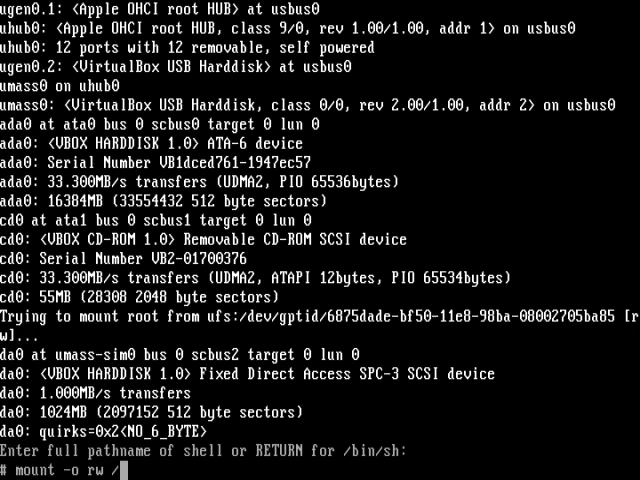 ugen0.1: <Apple OHCI root HUB> at usbus0
uhub0: <Apple OHCI root HUB, class 9/0, rev 1.00/1.00, addr 1> on usbus0
uhub0: 12 ports with 12 removable, self powered
ugen0.2: <VirtualBox USB Harddisk> at usbus0
umass0 on uhub0
umass0: <VirtualBox USB Harddisk, class 0/0, rev 2.00/1.00, addr 2> on usbus0
ada0 at ata0 bus 0 scbus0 target 0 lun 0
ada0: <VBOX HARDDISK 1.0> ATA-6 device
ada0: Serial Number VB1dced761-1947ec57
ada0: 33.300MB/s transfers (UDMA2, PIO 65536bytes)
ada0: 16384MB (33554432 512 byte sectors)
cd0 at ata1 bus 0 scbus1 target 0 lun 0
cd0: <VBOX CD-ROM 1.0> Removable CD-ROM SCSI device
cd0: Serial Number VB2-01700376
cd0: 33.300MB/s transfers (UDMA2, ATAPI 12bytes, PIO 65534bytes)
cd0: 55MB (28308 2048 byte sectors)
Trying to mount root from ufs:/dev/gptid/6875dade-bf50-11e8-98ba-08002705ba85 [r
w]...
da0 at umass-sim0 bus 0 scbus2 target 0 lun 0
da0: <VBOX HARDDISK 1.0> Fixed Direct Access SPC-3 SCSI device
da0: 1.000MB/s transfers
da0: 1024MB (2097152 512 byte sectors)
da0: quirks=0x2<NO_6_BYTE>
Enter full pathname of shell or RETURN for /bin/sh:
# mount -o rw /